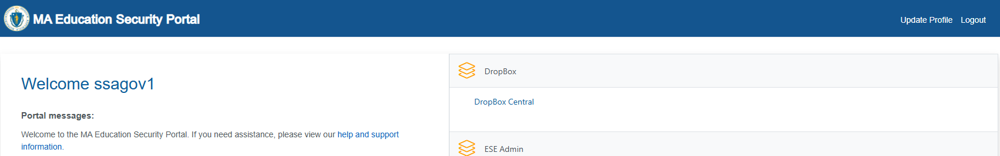 MA Education Security Portal
Update Profile Logout
Welcome ssagov1
Portal messages:
Welcome to the MA Education Security Portal. If you need assistance, please view our help and support
information.
DropBox
DropBox Central
ESE Admin